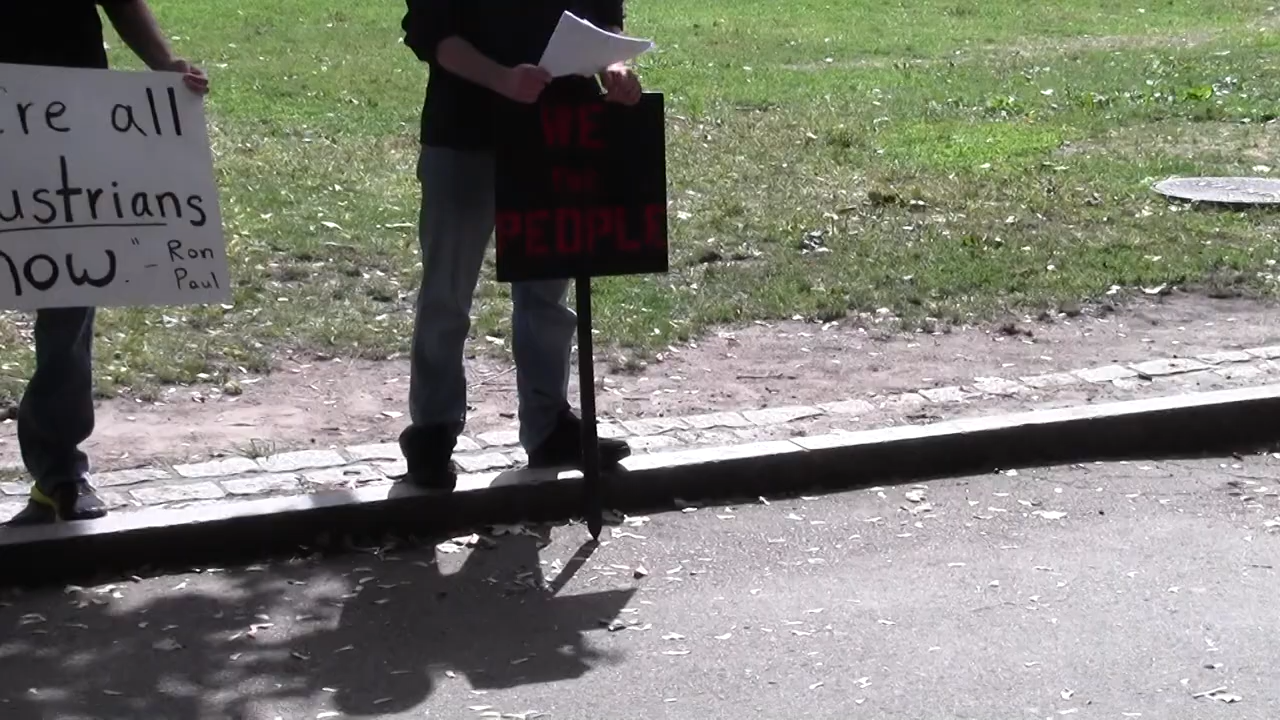 're all
ustrians
now." - Ron
Paul
WE
THE
PEOPLE